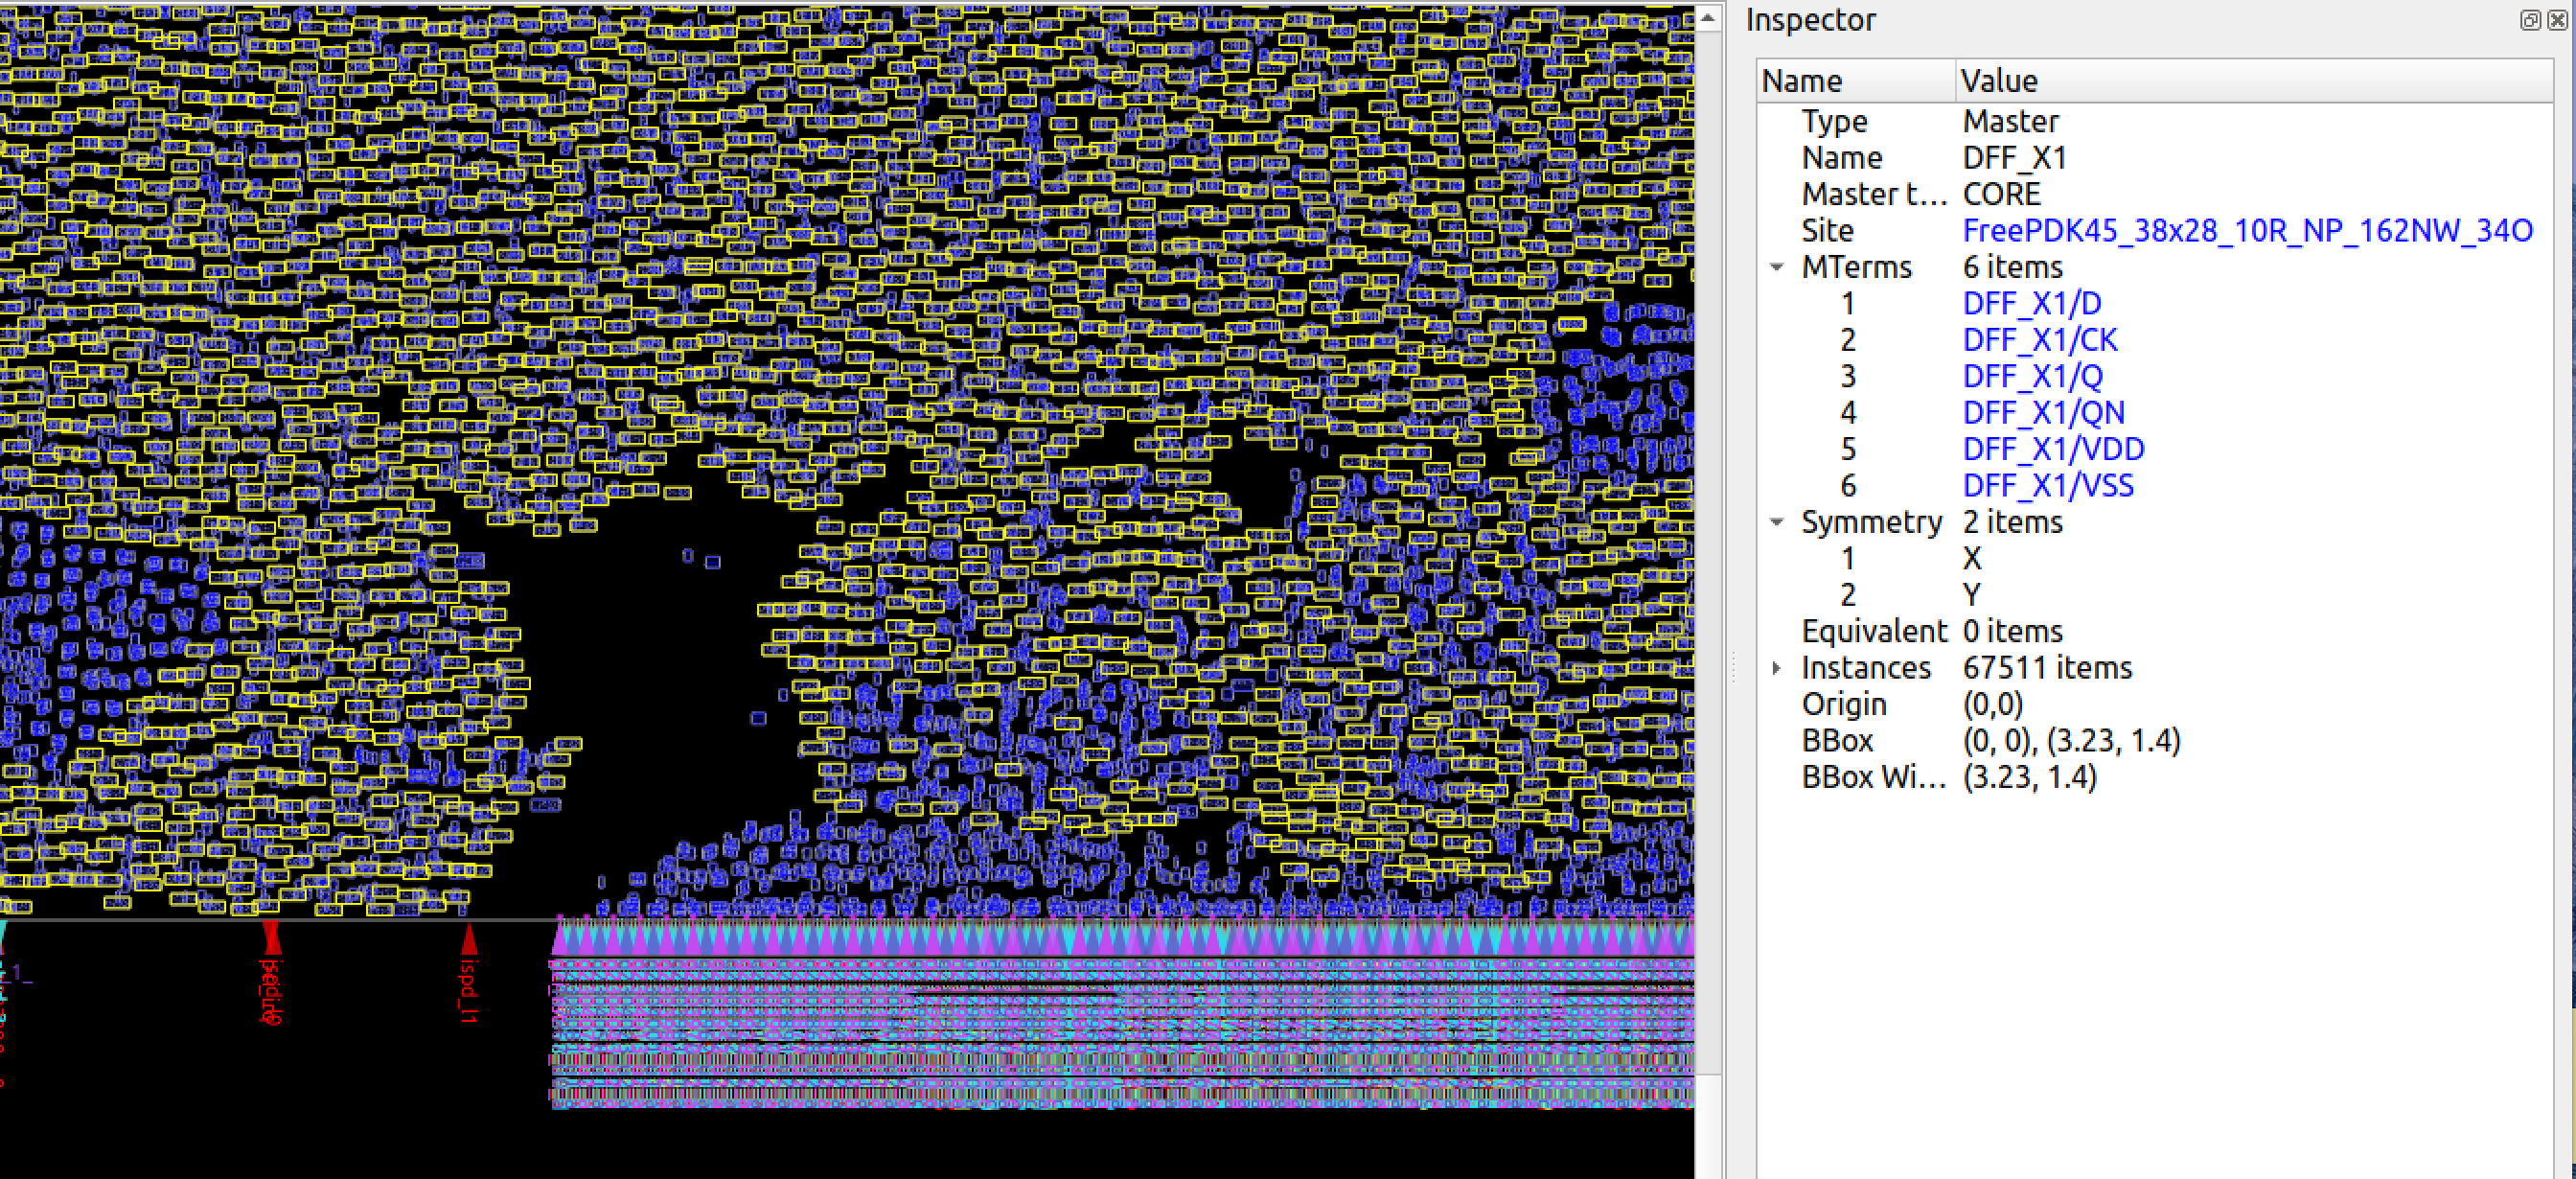 Inspector
Name Value
Type Master
Name DFF_X1
Master t... CORE
Site FreePDK45_38x28_10R_NP_162NW_34O
MTerms 6 items
1 DFF_X1/D
2 DFF_X1/CK
3 DFF_X1/Q
4 DFF_X1/QN
5 DFF_X1/VDD
6 DFF_X1/VSS
Symmetry 2 items
1 X
2 Y
Equivalent 0 items
Instances 67511 items
Origin (0,0)
BBox (0, 0), (3.23, 1.4)
BBox Wi... (3.23, 1.4)
_1_
ispd_l1